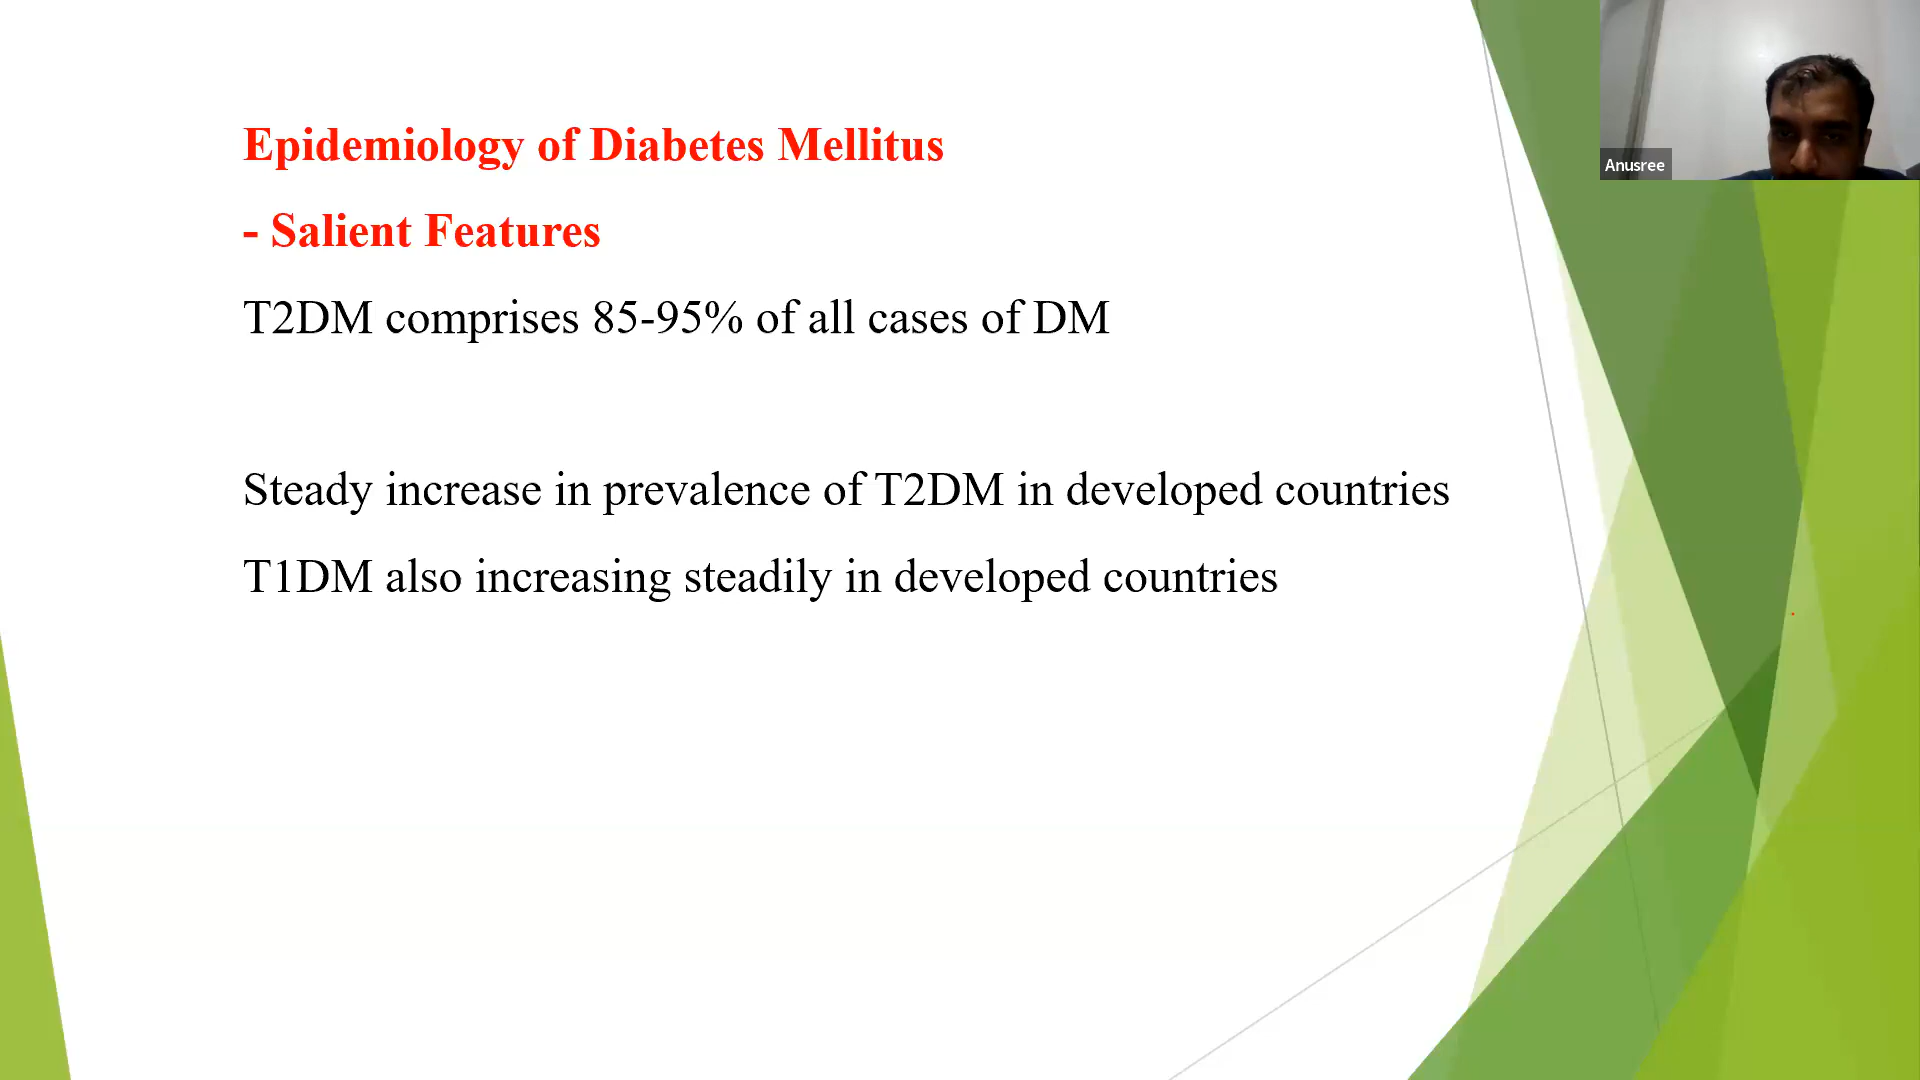 Epidemiology of Diabetes Mellitus
- Salient Features
T2DM comprises 85-95% of all cases of DM
Steady increase in prevalence of T2DM in developed countries
T1DM also increasing steadily in developed countries
Anusree